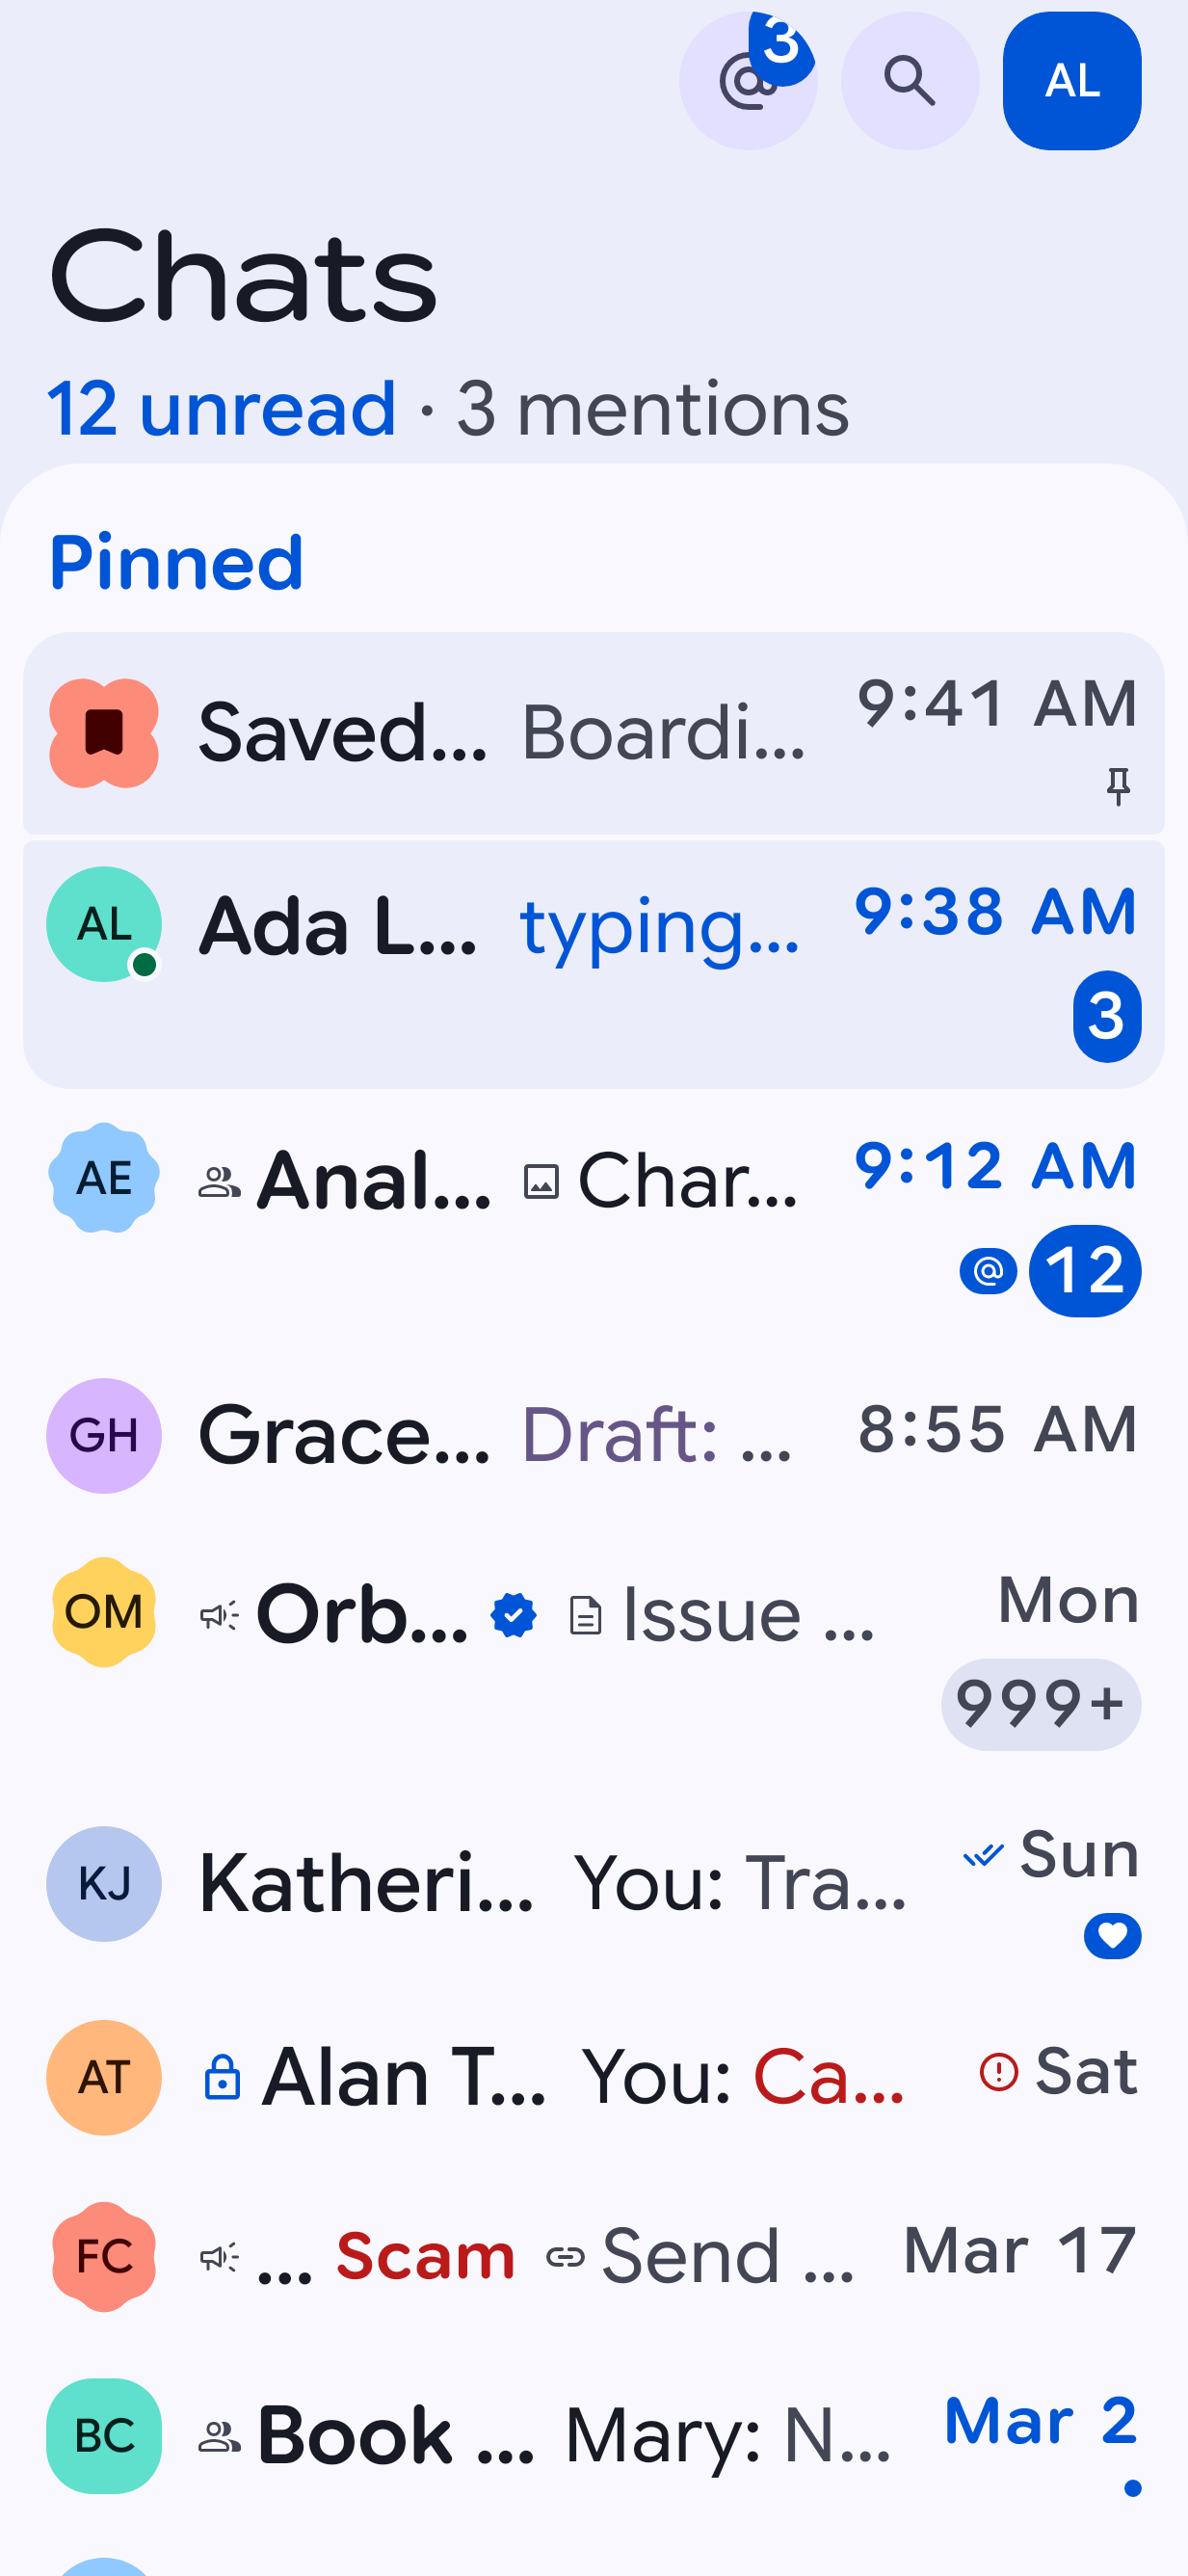 3
AL
Chats
12 unread · 3 mentions
Pinned
Saved... Boardi... 9:41 AM
AL Ada L... typing... 9:38 AM
3
AE Anal... Char... 9:12 AM
@ 12
GH Grace... Draft: ... 8:55 AM
OM Orb... Issue ... Mon
999+
KJ Katheri... You: Tra... Sun
AT Alan T... You: Ca... Sat
FC ... Scam Send ... Mar 17
BC Book ... Mary: N... Mar 2